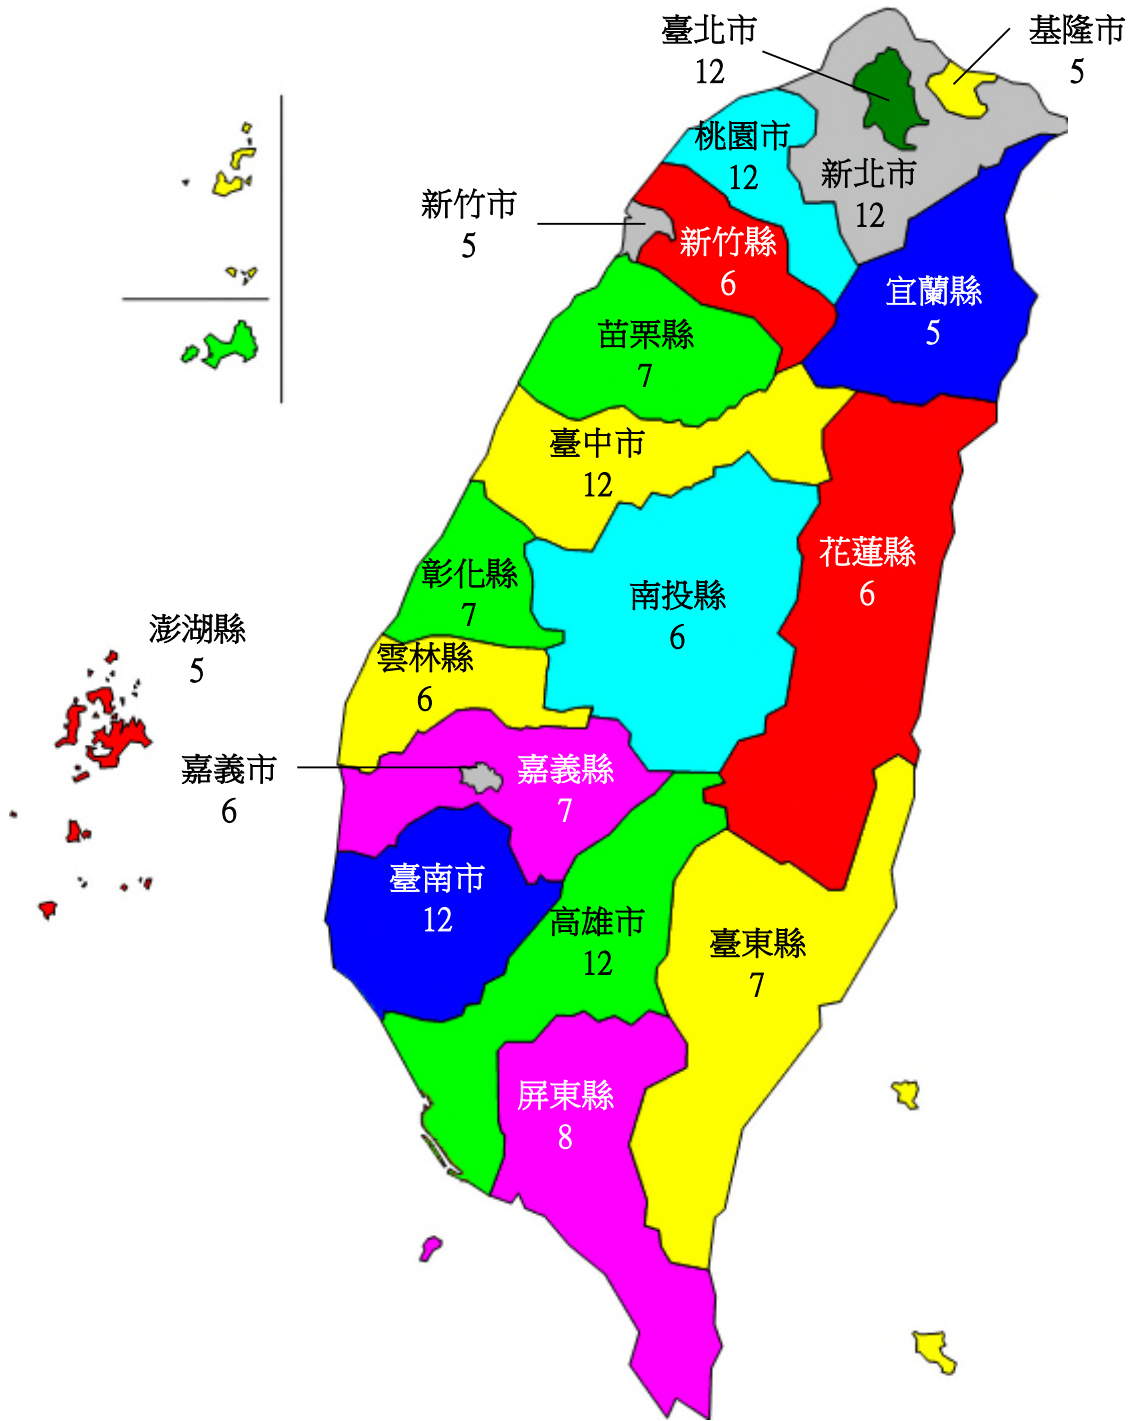 臺北市
12
基隆市
5
桃園市
12
新北市
12
新竹市
5
新竹縣
6
宜蘭縣
5
苗栗縣
7
臺中市
12
花蓮縣
6
彰化縣
7
南投縣
6
澎湖縣
5
雲林縣
6
嘉義市
6
嘉義縣
7
臺南市
12
高雄市
12
臺東縣
7
屏東縣
8